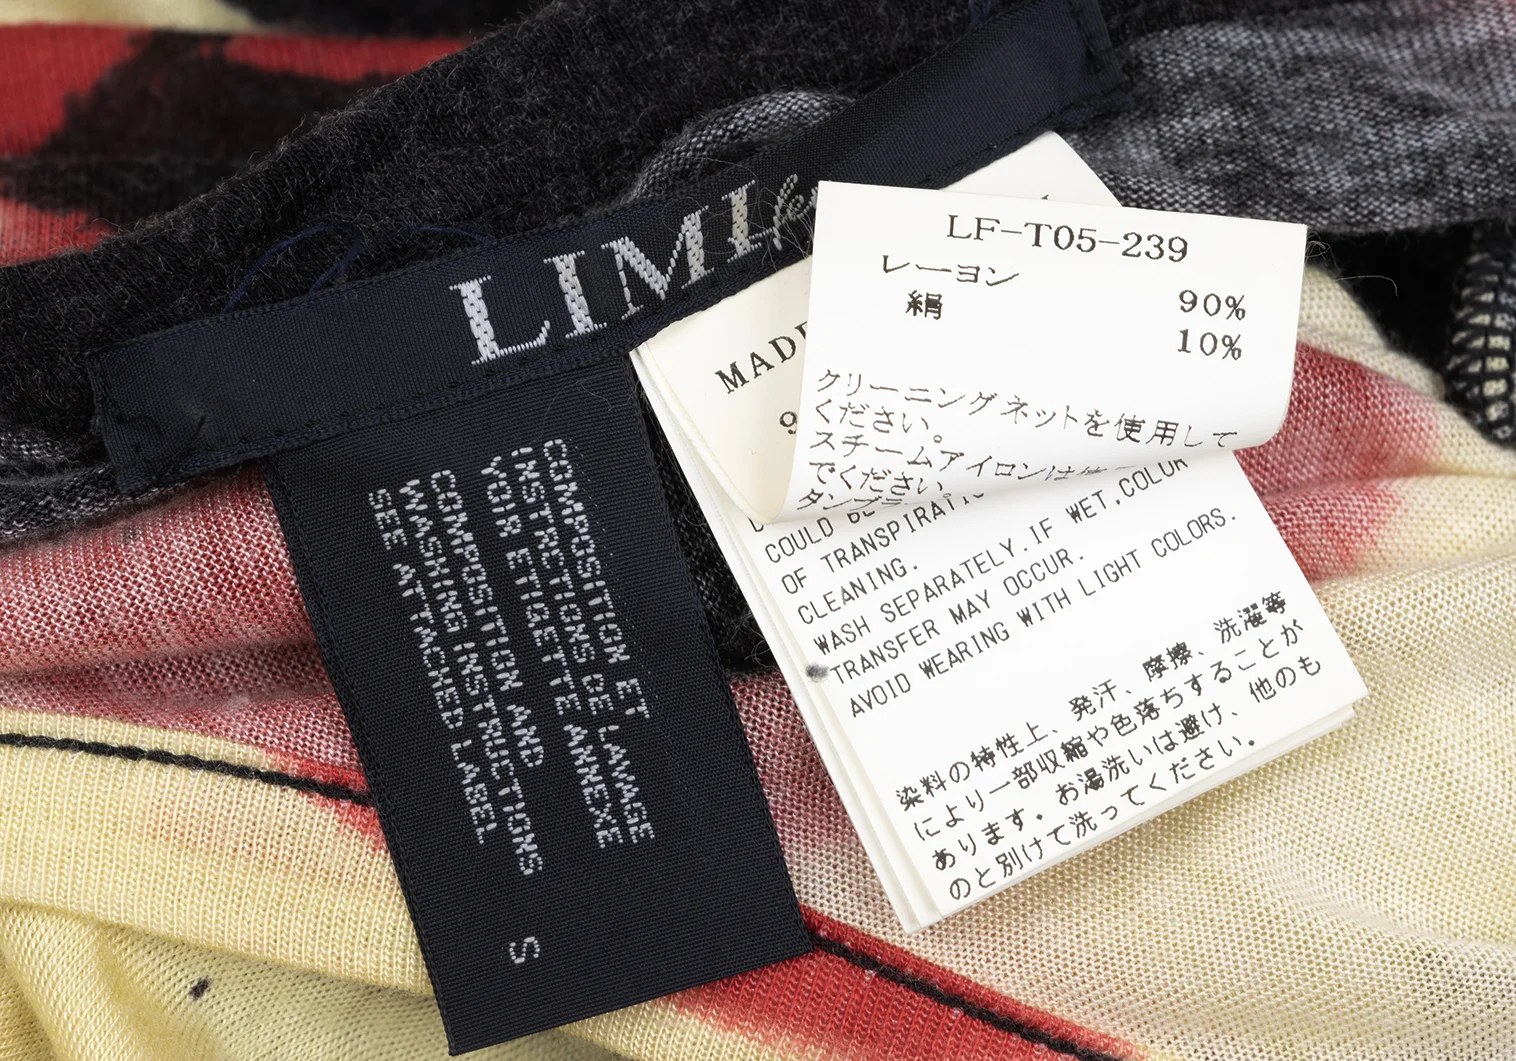 LIMI
COMPOSITION ET
INSTRCTIONS DE LAVAGE
VOIR ETIQETTE ANNEXE
COMPOSITION AND
WASHING INSTRUCTIONS
SEE ATTACHED LABEL
S
LF-T05-239
レーヨン 90%
絹 10%
クリーニングネットを使用して
ください。
スチームアイロンは
でください
COULD
OF TRANSPIRATI
IF WET,COLOR
CLEANING.
WASH SEPARATELY.
TRANSFER MAY OCCUR.
AVOID WEARING WITH LIGHT COLORS.
染料の特性上、発汗、摩擦、洗濯等
により一部収縮や色落ちすることが
あります。お湯洗いは避け、他のも
のと別けて洗ってください。